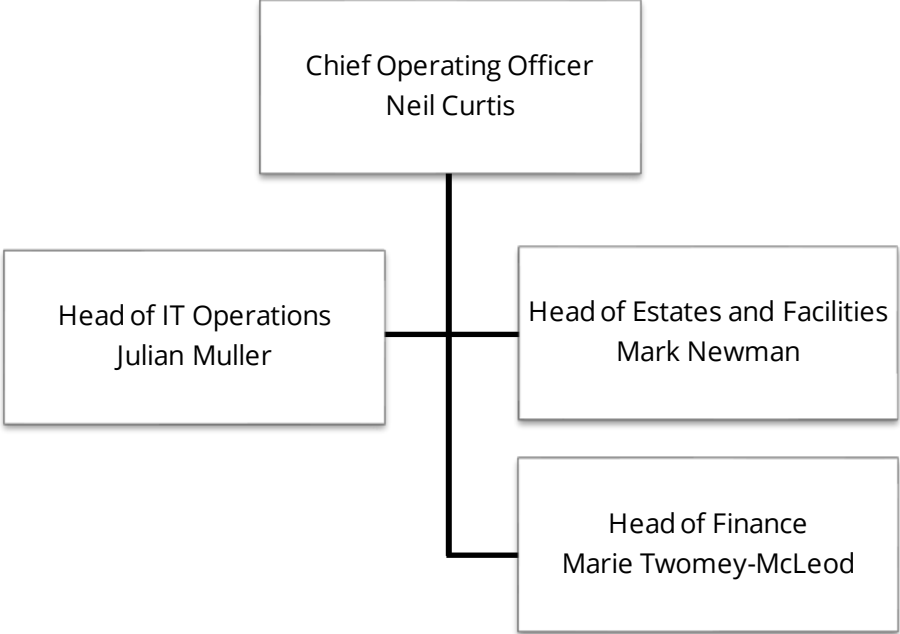 Chief Operating Officer
Neil Curtis
Head of IT Operations
Julian Muller
Head of Estates and Facilities
Mark Newman
Head of Finance
Marie Twomey-McLeod